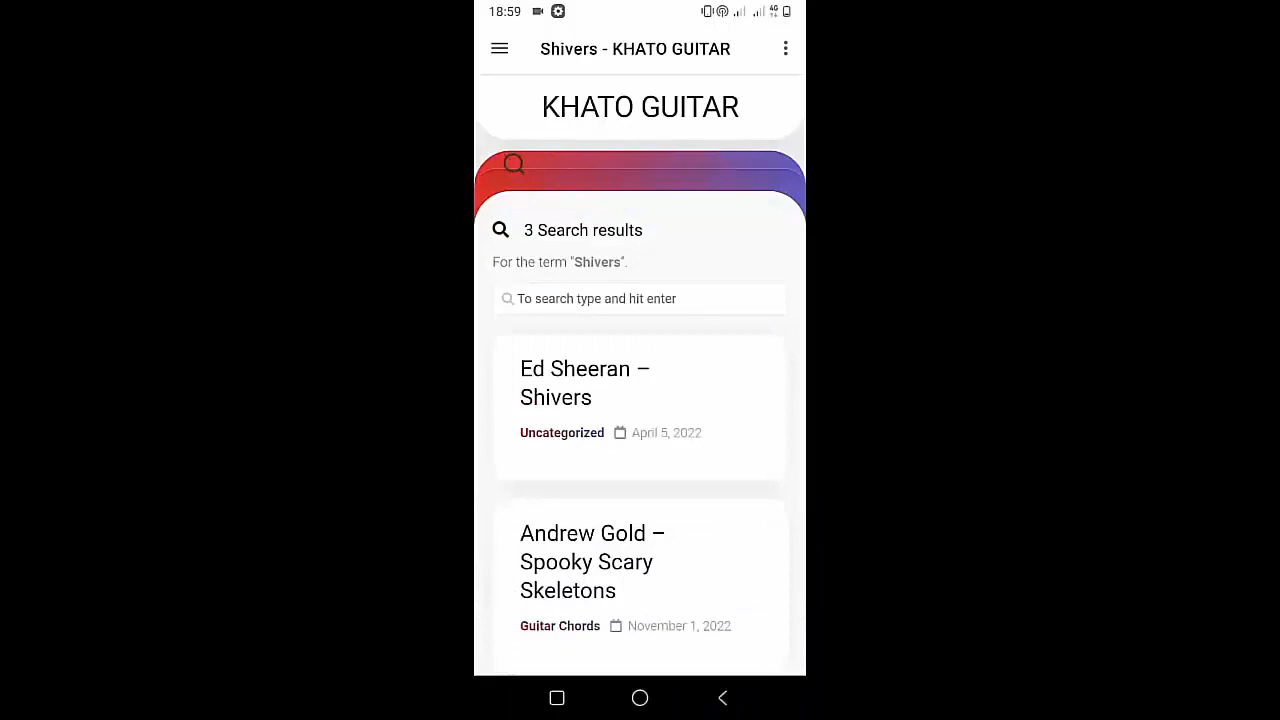 18:59
4G
Shivers - KHATO GUITAR
KHATO GUITAR
3 Search results
For the term "Shivers".
To search type and hit enter
Ed Sheeran –
Shivers
Uncategorized April 5, 2022
Andrew Gold –
Spooky Scary
Skeletons
Guitar Chords November 1, 2022